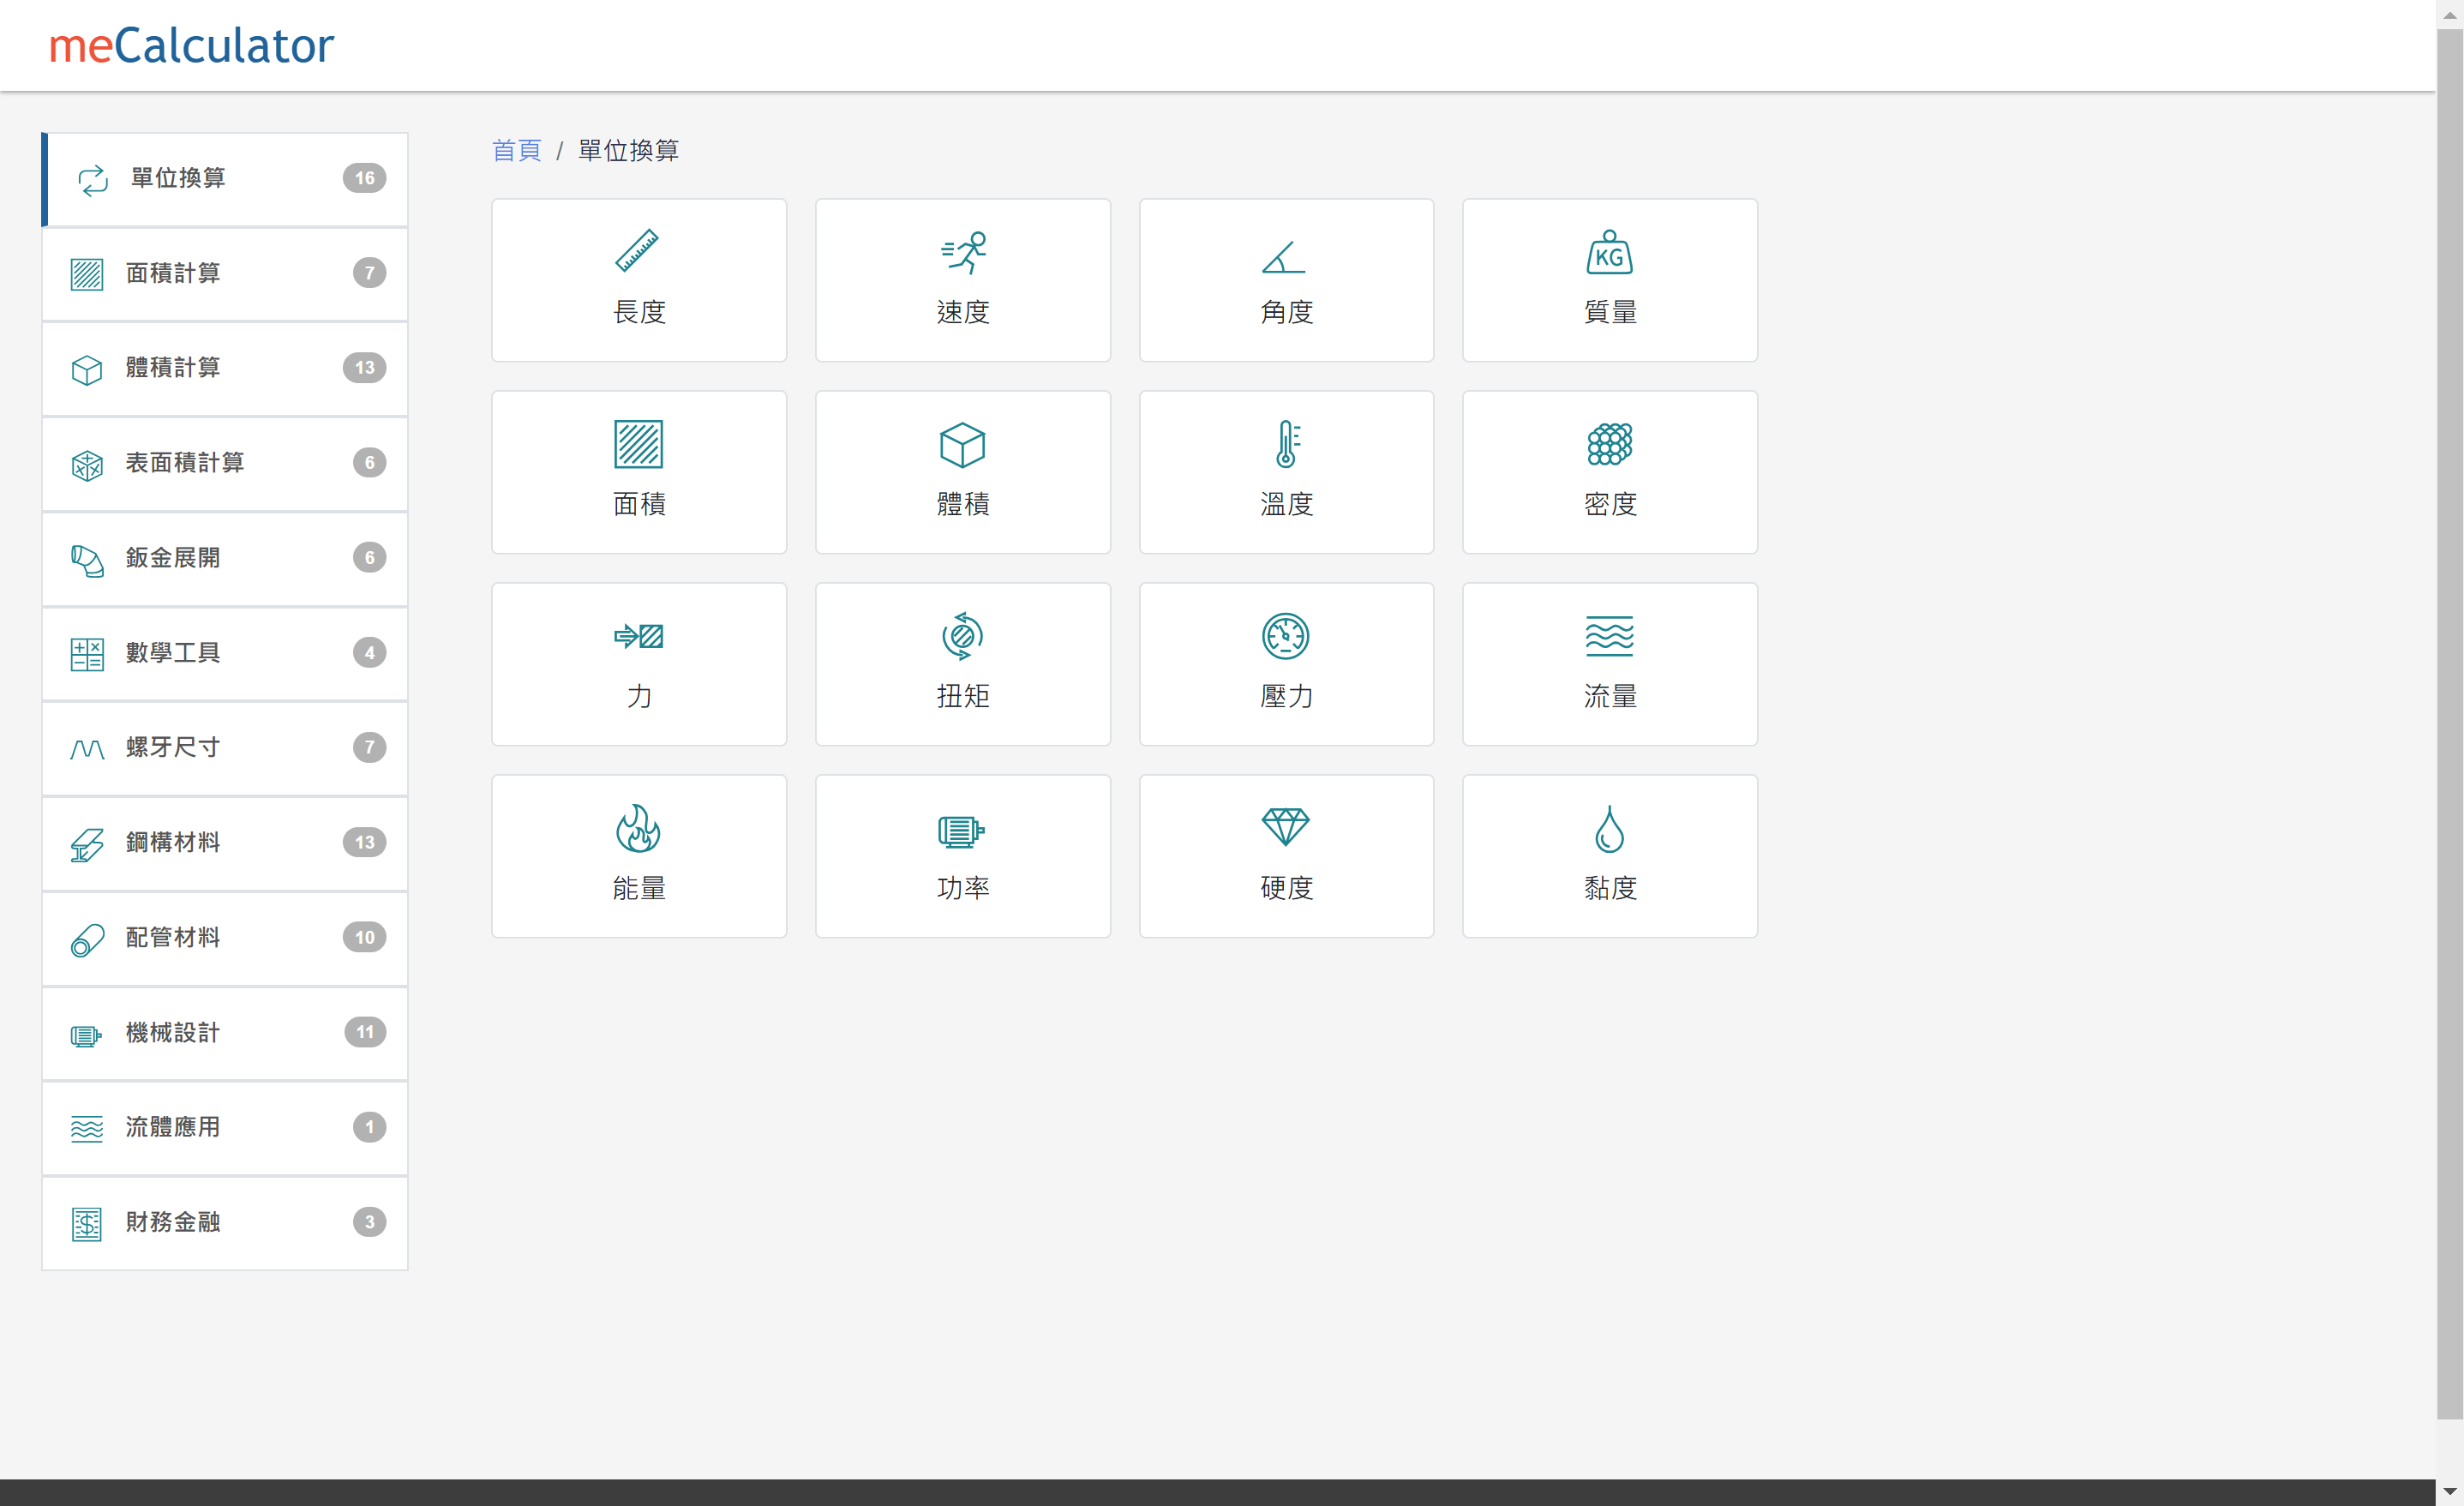 meCalculator
單位換算 16
面積計算 7
體積計算 13
表面積計算 6
鈑金展開 6
數學工具 4
螺牙尺寸 7
鋼構材料 13
配管材料 10
機械設計 11
流體應用 1
財務金融 3
首頁 / 單位換算
長度
速度
角度
KG
質量
面積
體積
溫度
密度
力
扭矩
壓力
流量
能量
功率
硬度
黏度